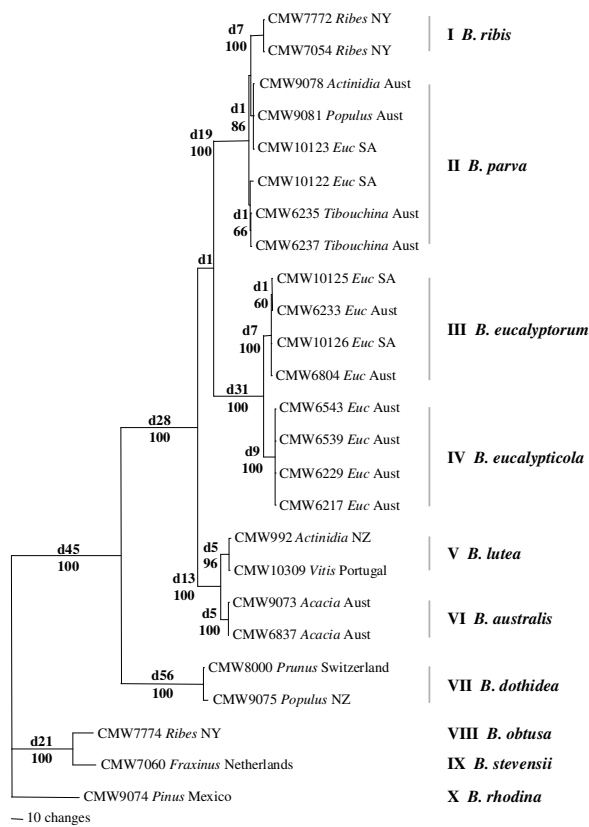 CMW7772 Ribes NY
d7
100
I B. ribis
CMW7054 Ribes NY
CMW9078 Actinidia Aust
d1
86
CMW9081 Populus Aust
d19
100
CMW10123 Euc SA
II B. parva
CMW10122 Euc SA
d1
66
CMW6235 Tibouchina Aust
CMW6237 Tibouchina Aust
d1
CMW10125 Euc SA
d1
60
CMW6233 Euc Aust
III B. eucalyptorum
d7
100
CMW10126 Euc SA
CMW6804 Euc Aust
d31
100
CMW6543 Euc Aust
d28
100
CMW6539 Euc Aust
IV B. eucalypticola
d9
100
CMW6229 Euc Aust
CMW6217 Euc Aust
CMW992 Actinidia NZ
d5
96
V B. lutea
d45
100
CMW10309 Vitis Portugal
d13
100
CMW9073 Acacia Aust
d5
100
VI B. australis
CMW6837 Acacia Aust
CMW8000 Prunus Switzerland
d56
100
VII B. dothidea
CMW9075 Populus NZ
CMW7774 Ribes NY
VIII B. obtusa
d21
100
CMW7060 Fraxinus Netherlands
IX B. stevensii
CMW9074 Pinus Mexico
X B. rhodina
10 changes